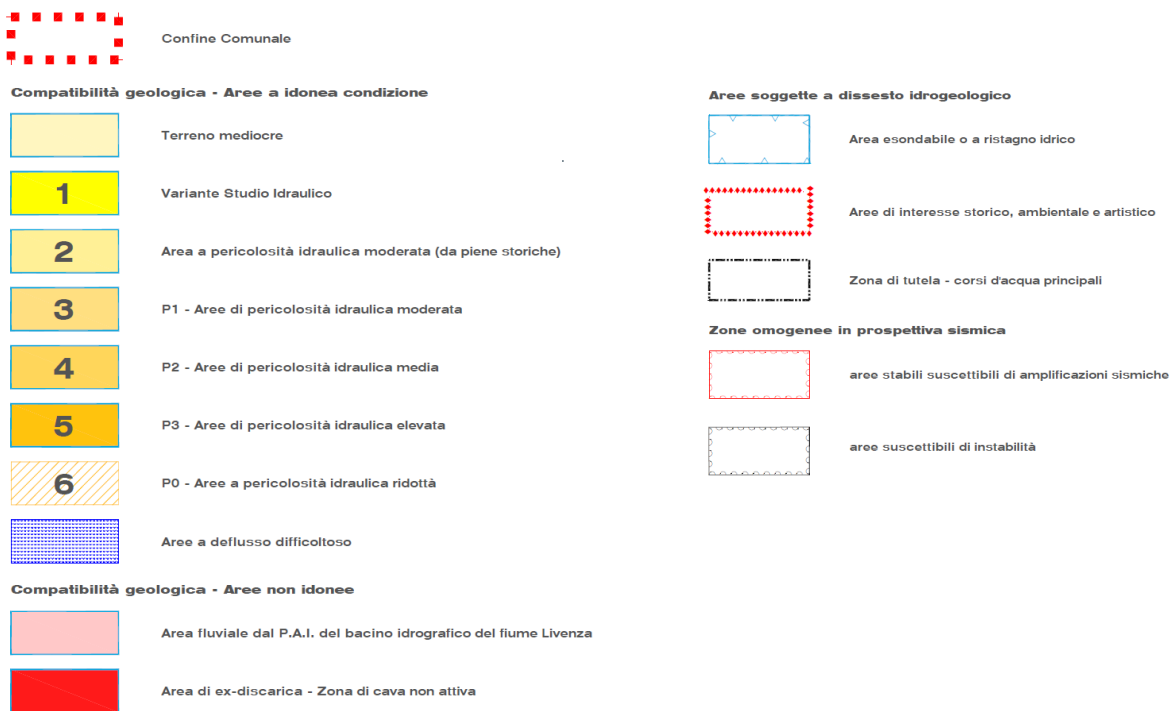 Confine Comunale
Compatibilità geologica - Aree a idonea condizione
Terreno mediocre
1
Variante Studio Idraulico
2
Area a pericolosità idraulica moderata (da piene storiche)
3
P1 - Aree di pericolosità idraulica moderata
4
P2 - Aree di pericolosità idraulica media
5
P3 - Aree di pericolosità idraulica elevata
6
P0 - Aree a pericolosità idraulica ridottà
Aree a deflusso difficoltoso
Compatibilità geologica - Aree non idonee
Area fluviale dal P.A.I. del bacino idrografico del fiume Livenza
Area di ex-discarica - Zona di cava non attiva
Aree soggette a dissesto idrogeologico
Area esondabile o a ristagno idrico
Aree di interesse storico, ambientale e artistico
Zona di tutela - corsi d'acqua principali
Zone omogenee in prospettiva sismica
aree stabili suscettibili di amplificazioni sismiche
aree suscettibili di instabilità